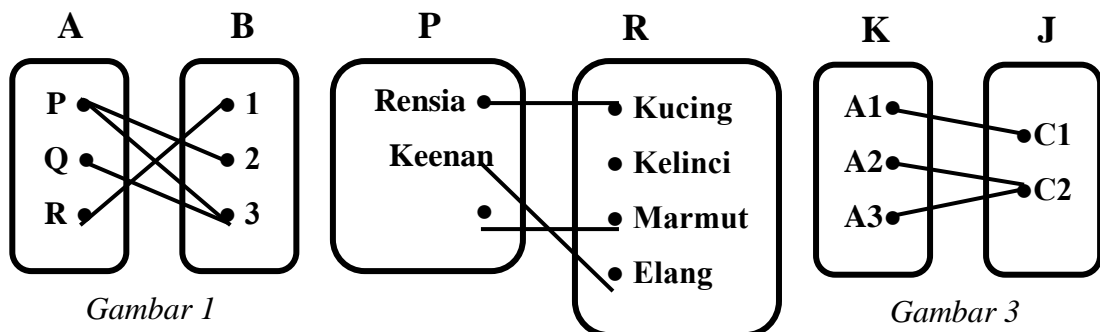 A B
P 1
Q 2
R 3
Gambar 1
P R
Rensia Kucing
Keenan Kelinci
Marmut
Elang
K J
A1 C1
A2 C2
A3
Gambar 3